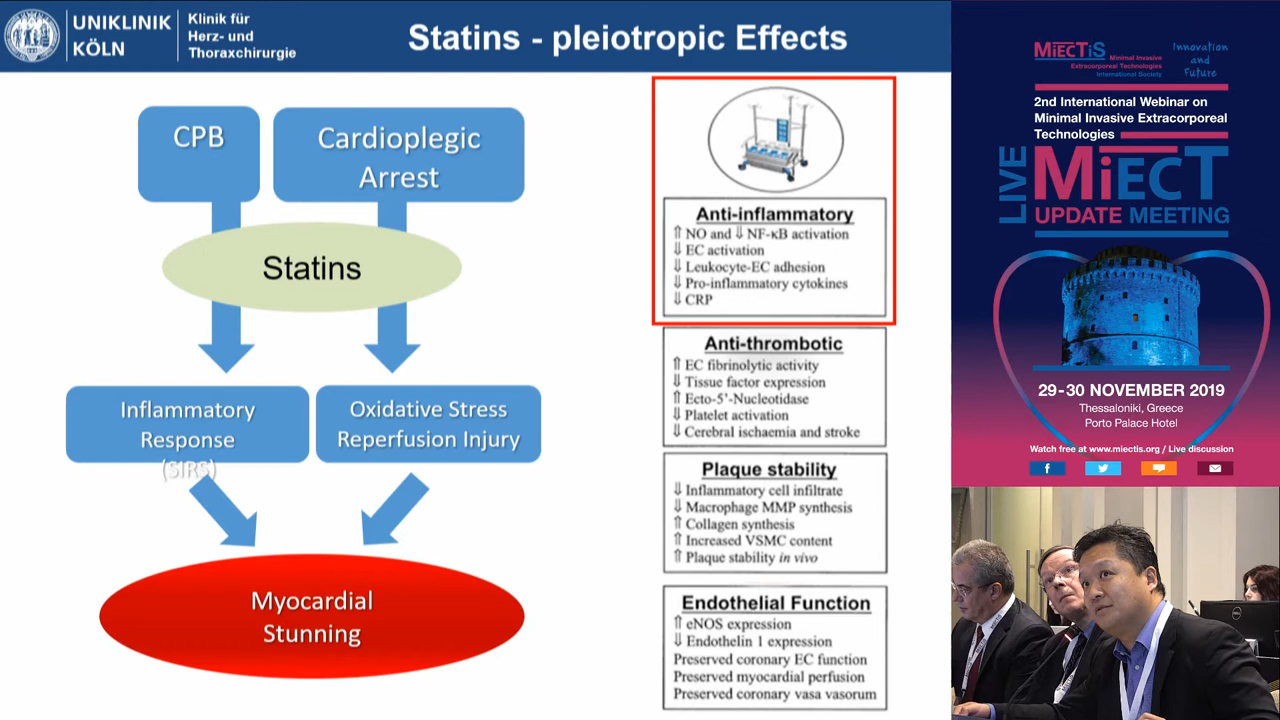 UNIKLINIK
KÖLN
Klinik für
Herz- und
Thoraxchirurgie
Statins - pleiotropic Effects
CPB
Cardioplegic
Arrest
Statins
Inflammatory
Response
(SIRS)
Oxidative Stress
Reperfusion Injury
Myocardial
Stunning
Anti-inflammatory
⇑ NO and ⇓ NF-κB activation
⇓ EC activation
⇓ Leukocyte-EC adhesion
⇓ Pro-inflammatory cytokines
⇓ CRP
Anti-thrombotic
⇑ EC fibrinolytic activity
⇓ Tissue factor expression
⇑ Ecto-5'-Nucleotidase
⇓ Platelet activation
⇓ Cerebral ischaemia and stroke
Plaque stability
⇓ Inflammatory cell infiltrate
⇓ Macrophage MMP synthesis
⇑ Collagen synthesis
⇑ Increased VSMC content
⇑ Plaque stability in vivo
Endothelial Function
⇑ eNOS expression
⇓ Endothelin 1 expression
Preserved coronary EC function
Preserved myocardial perfusion
Preserved coronary vasa vasorum
MiECTiS
Minimal Invasive
Extracorporeal Technologies
International Society
Innovation
and
Future
2nd International Webinar on
Minimal Invasive Extracorporeal
Technologies
LIVE
MiECT
UPDATE MEETING
29-30 NOVEMBER 2019
Thessaloniki, Greece
Porto Palace Hotel
Watch free at www.miectis.org / Live discussion
DELL